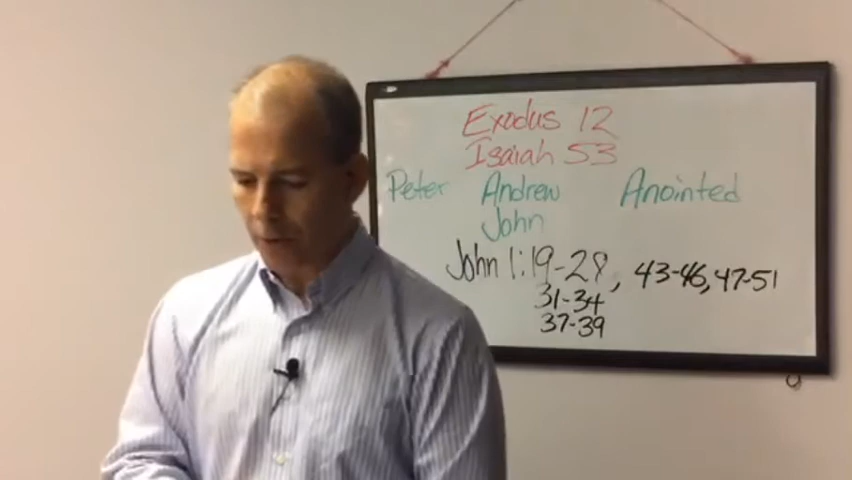 Exodus 12
Isaiah 53
Peter Andrew Anointed
John
John 1:19-28, 43-46, 47-51
31-34
37-39